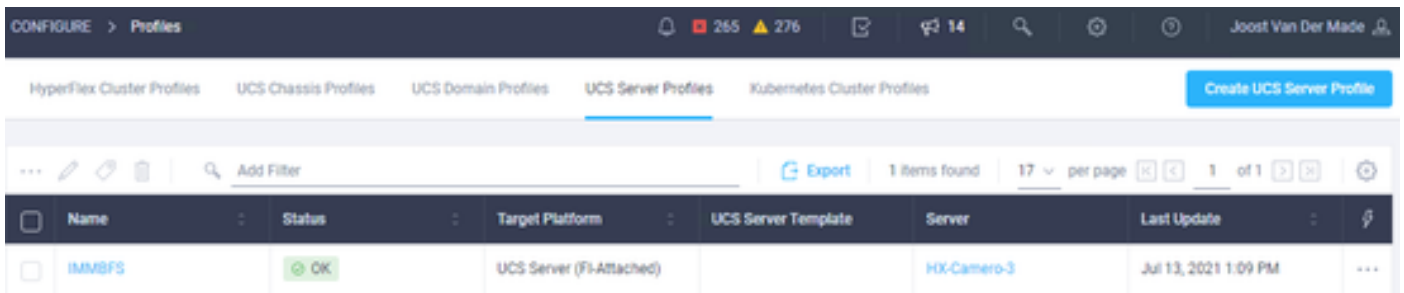 CONFIGURE > Profiles 265 276 14 Joost Van Der Made
HyperFlex Cluster Profiles UCS Chassis Profiles UCS Domain Profiles UCS Server Profiles Kubernetes Cluster Profiles Create UCS Server Profile
... Add Filter Export 1 items found 17 per page 1 of 1
Name Status Target Platform UCS Server Template Server Last Update
IMMBFS OK UCS Server (FI-Attached) HX-Camero-3 Jul 13, 2021 1:09 PM ...